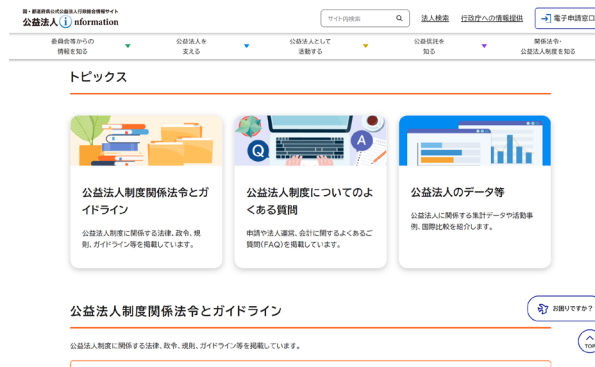 国・都道府県公式公益法人行政総合情報サイト
公益法人 information
サイト内検索
法人検索
行政庁への情報提供
電子申請窓口
委員会等からの
情報を知る
公益法人を
支える
公益法人として
活動する
公益信託を
知る
関係法令・
公益法人制度を知る
トピックス
Q
A
公益法人制度関係法令とガ
イドライン
公益法人制度に関係する法律、政令、規
則、ガイドライン等を掲載しています。
公益法人制度についてのよ
くある質問
申請や法人運営、会計に関するよくあるご
質問(FAQ)を掲載しています。
公益法人のデータ等
公益法人に関係する集計データや活動事
例、国際比較を紹介します。
公益法人制度関係法令とガイドライン
お困りですか？
公益法人制度に関係する法律、政令、規則、ガイドライン等を掲載しています。
TOP